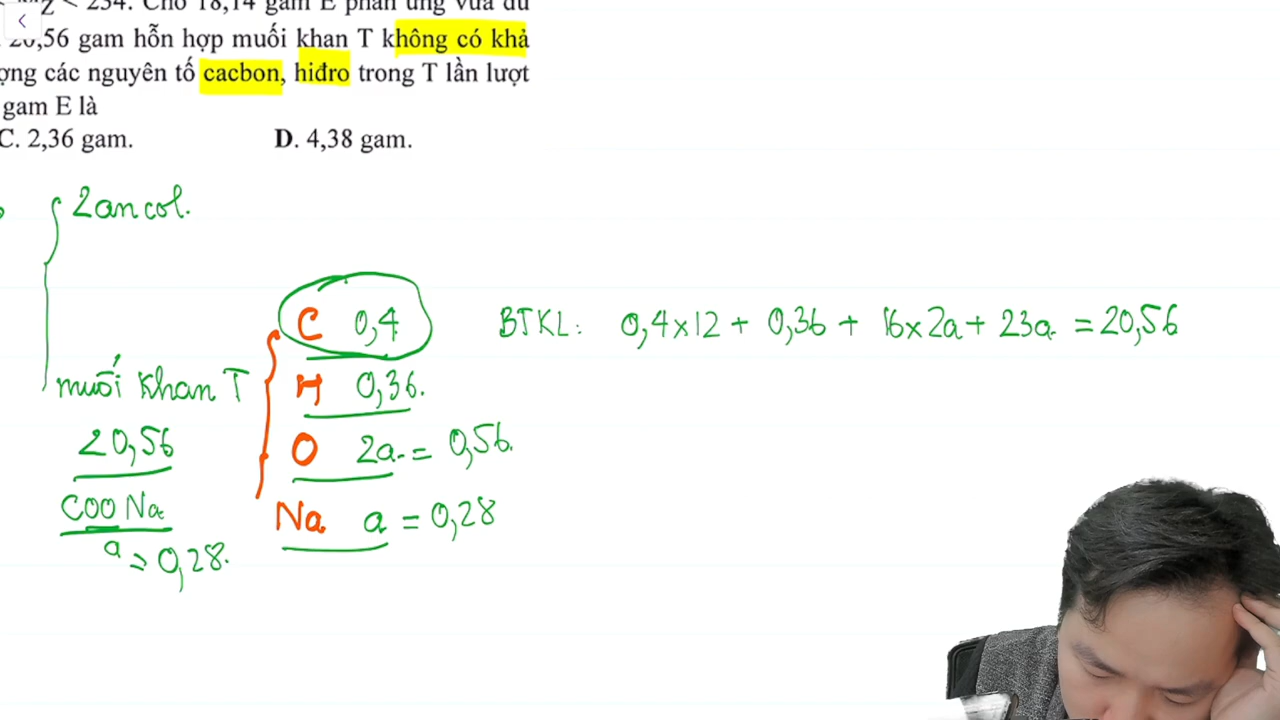 Z < 234. Cho 18,14 gam E phản ứng vừa đủ
20,56 gam hỗn hợp muối khan T không có khả
ợng các nguyên tố cacbon, hiđro trong T lần lượt
gam E là
C. 2,36 gam. D. 4,38 gam.
2 ancol.
C 0,4
BTKL: 0,4×12 + 0,36 + 16×2a + 23a = 20,56
muối khan T
H 0,36.
20,56
O 2a = 0,56.
COONa
Na a = 0,28
a = 0,28.